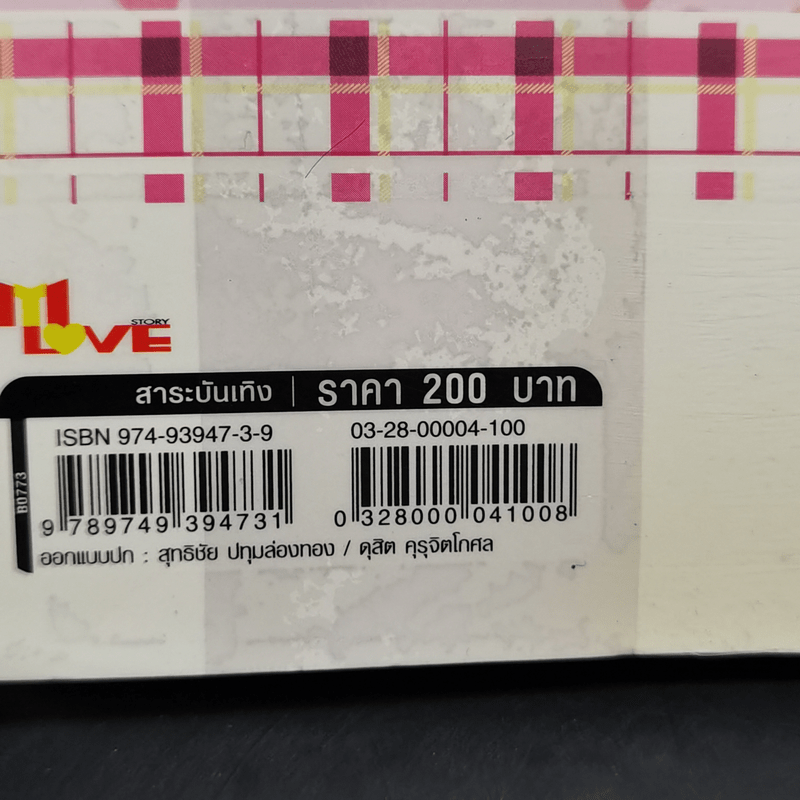 MY
STORY
LOVE
สาระบันเทิง | ราคา 200 บาท
ISBN 974-93947-3-9
03-28-00004-100
B0773
9 789749 394731
0 328000 041008
ออกแบบปก : สุทธิชัย ปทุมล่องทอง / ดุสิต คุรุจิตโกศล